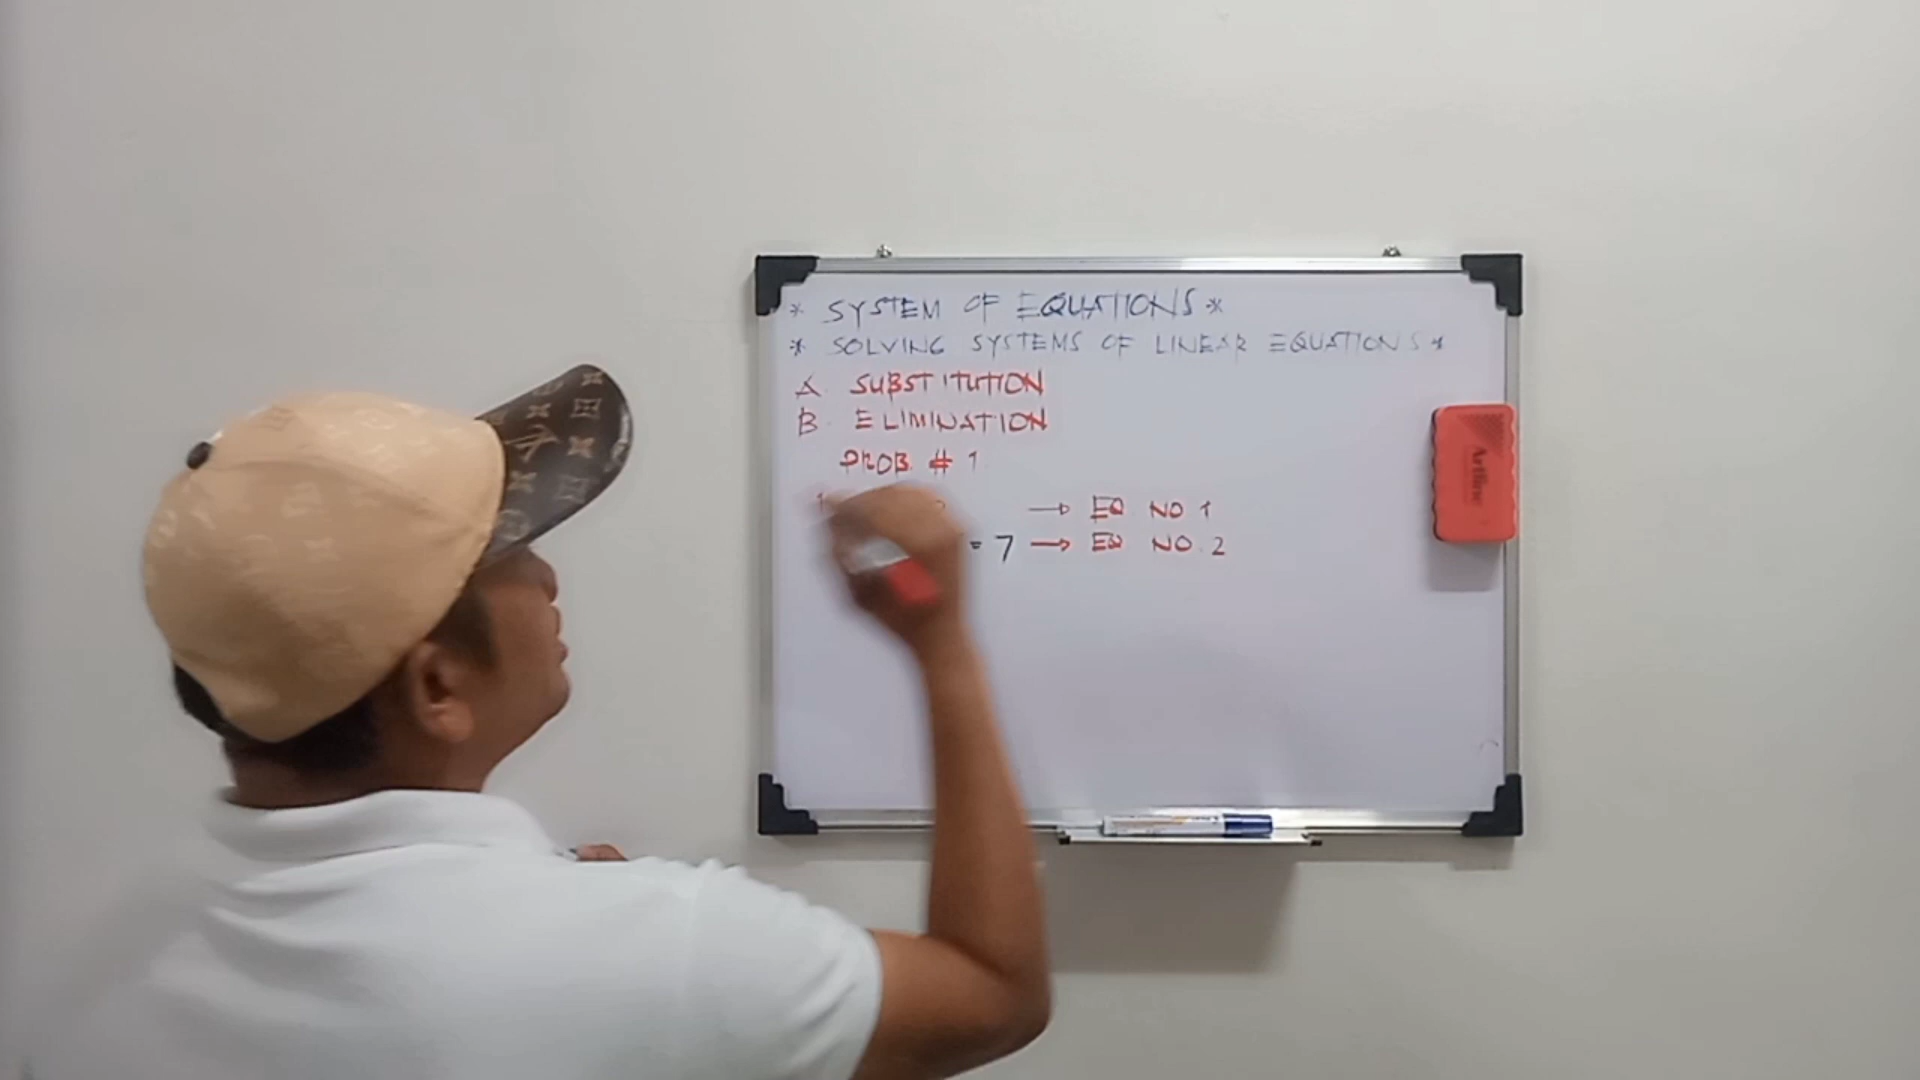 * SYSTEM OF EQUATIONS *
* SOLVING SYSTEMS OF LINEAR EQUATIONS *
A. SUBSTITUTION
B. ELIMINATION
PROB. # 1
→ EQ NO 1
= 7 → EQ NO. 2
Artline